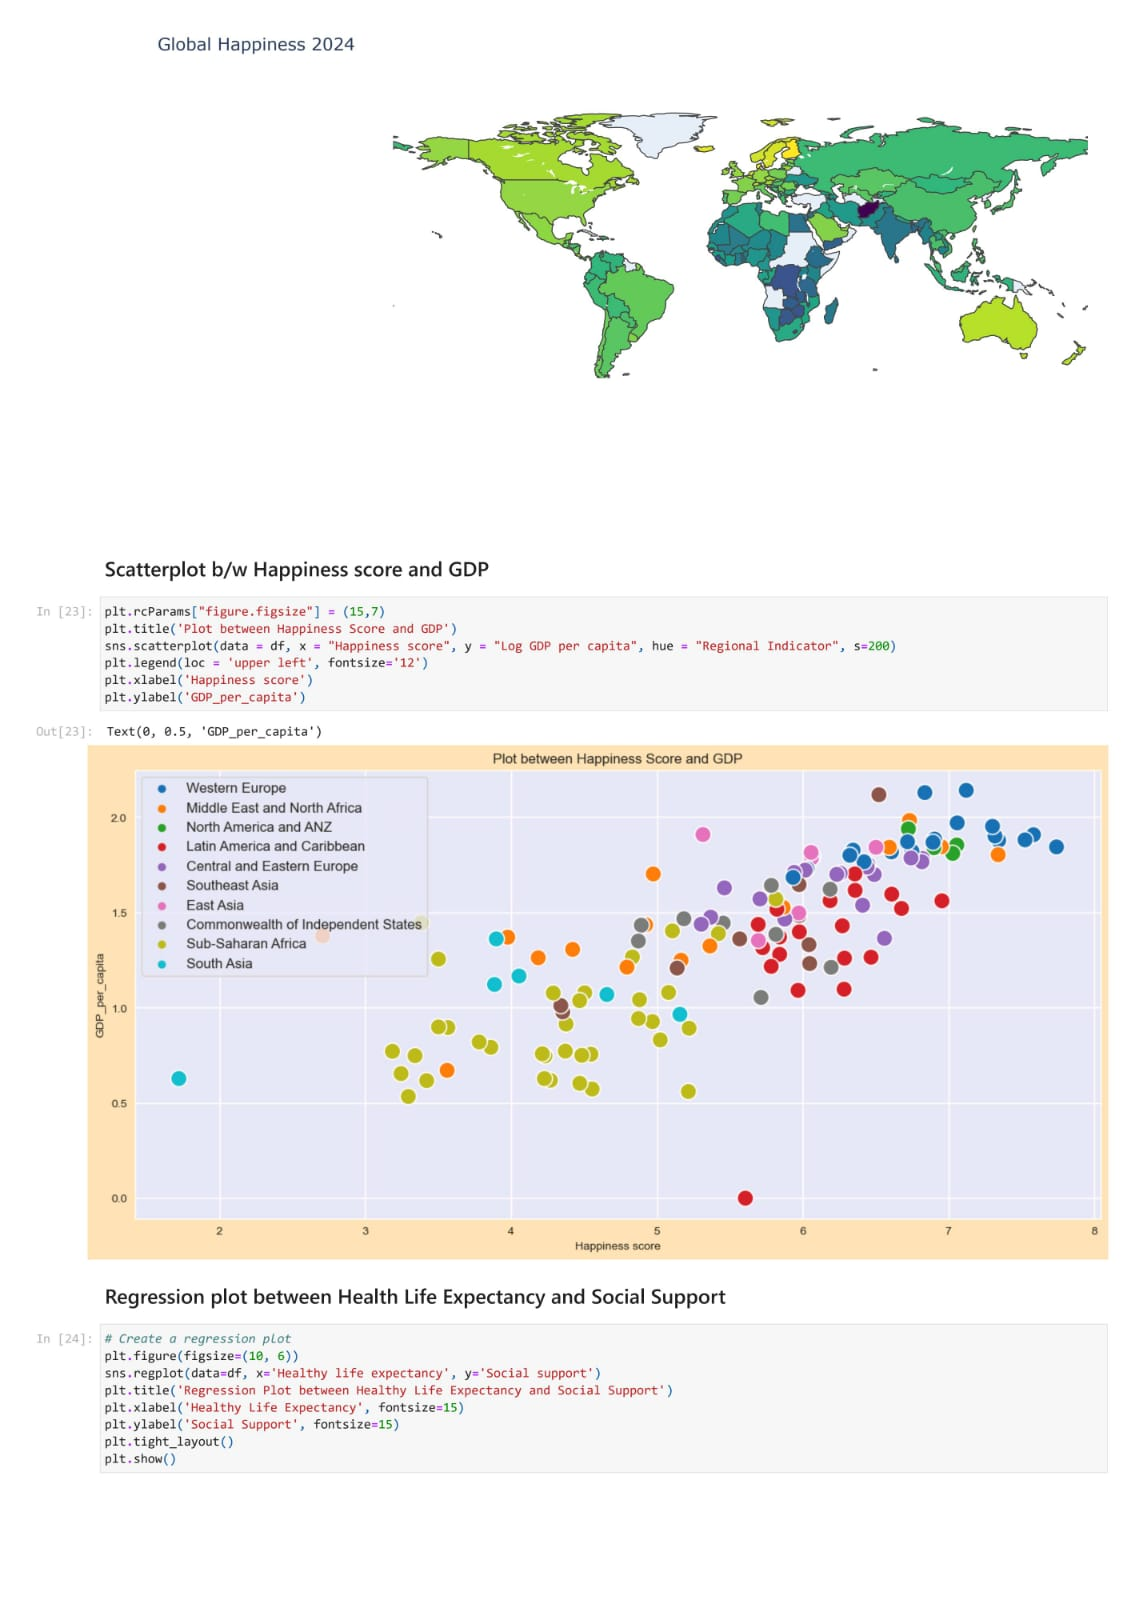 Global Happiness 2024
Scatterplot b/w Happiness score and GDP
In [23]:
plt.rcParams["figure.figsize"] = (15,7)
plt.title('Plot between Happiness Score and GDP')
sns.scatterplot(data = df, x = "Happiness score", y = "Log GDP per capita", hue = "Regional Indicator", s=200)
plt.legend(loc = 'upper left', fontsize='12')
plt.xlabel('Happiness score')
plt.ylabel('GDP_per_capita')
Out[23]: Text(0, 0.5, 'GDP_per_capita')
Plot between Happiness Score and GDP
Western Europe
Middle East and North Africa
North America and ANZ
Latin America and Caribbean
Central and Eastern Europe
Southeast Asia
East Asia
Commonwealth of Independent States
Sub-Saharan Africa
South Asia
GDP_per_capita
2.0
1.5
1.0
0.5
0.0
2 3 4 5 6 7 8
Happiness score
Regression plot between Health Life Expectancy and Social Support
In [24]:
# Create a regression plot
plt.figure(figsize=(10, 6))
sns.regplot(data=df, x='Healthy life expectancy', y='Social support')
plt.title('Regression Plot between Healthy Life Expectancy and Social Support')
plt.xlabel('Healthy Life Expectancy', fontsize=15)
plt.ylabel('Social Support', fontsize=15)
plt.tight_layout()
plt.show()